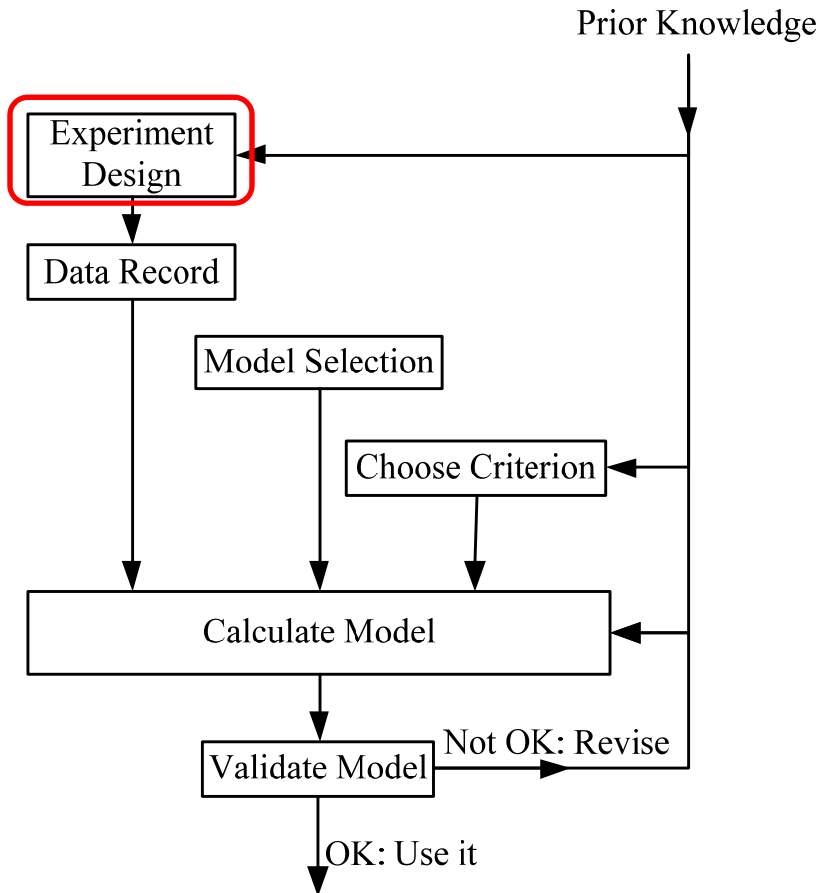 Prior Knowledge
Experiment
Design
Data Record
Model Selection
Choose Criterion
Calculate Model
Not OK: Revise
Validate Model
OK: Use it